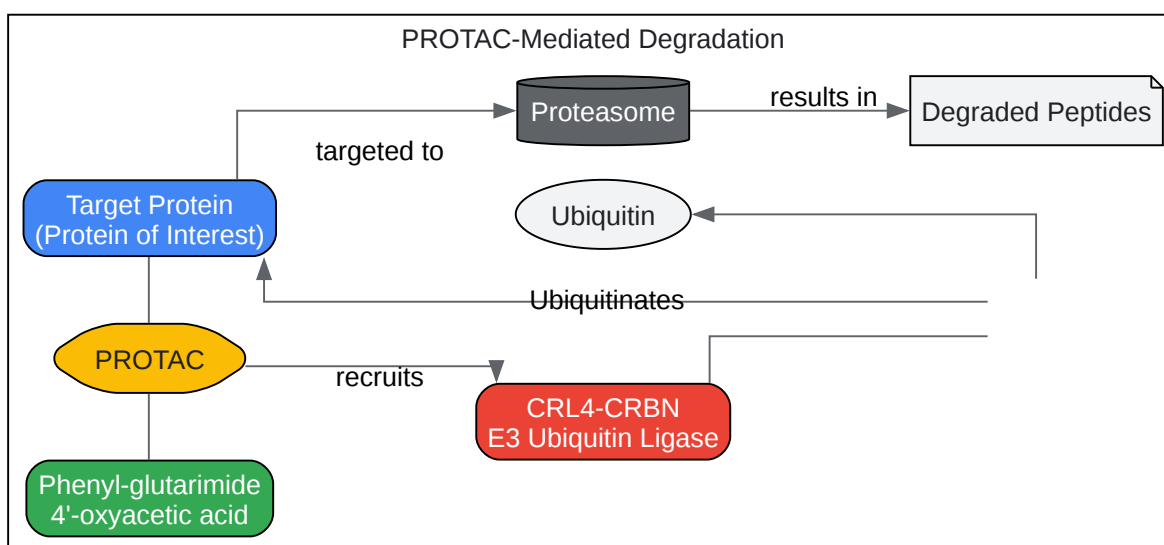 PROTAC-Mediated Degradation
Proteasome
results in
Degraded Peptides
targeted to
Target Protein
(Protein of Interest)
Ubiquitin
Ubiquitinates
PROTAC
recruits
CRL4-CRBN
E3 Ubiquitin Ligase
Phenyl-glutarimide
4'-oxyacetic acid